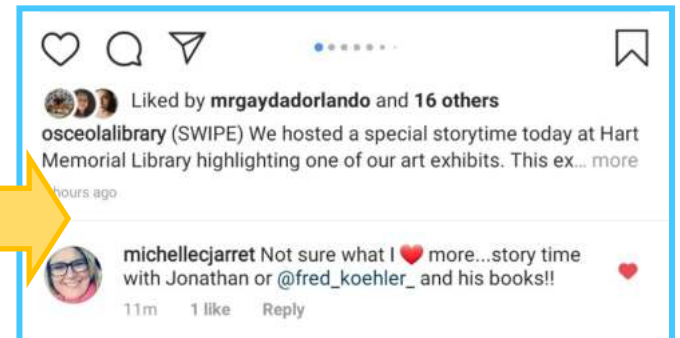 Liked by mrgaydadorlando and 16 others
osceolalibrary (SWIPE) We hosted a special storytime today at Hart
Memorial Library highlighting one of our art exhibits. This ex... more
hours ago
michellecjarret Not sure what I ❤️ more...story time
with Jonathan or @fred_koehler_ and his books!!
11m 1 like Reply